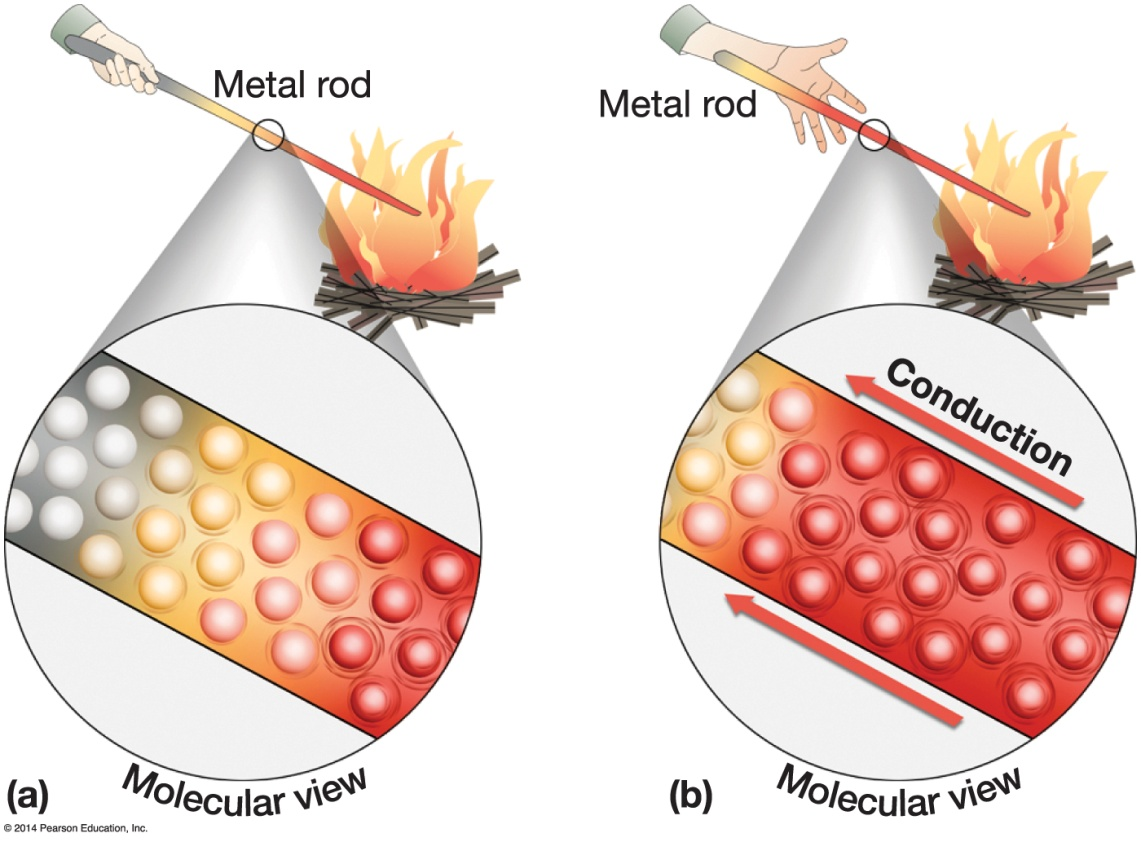 Metal rod
Molecular view
(a)
© 2014 Pearson Education, Inc.
Metal rod
Conduction
Molecular view
(b)